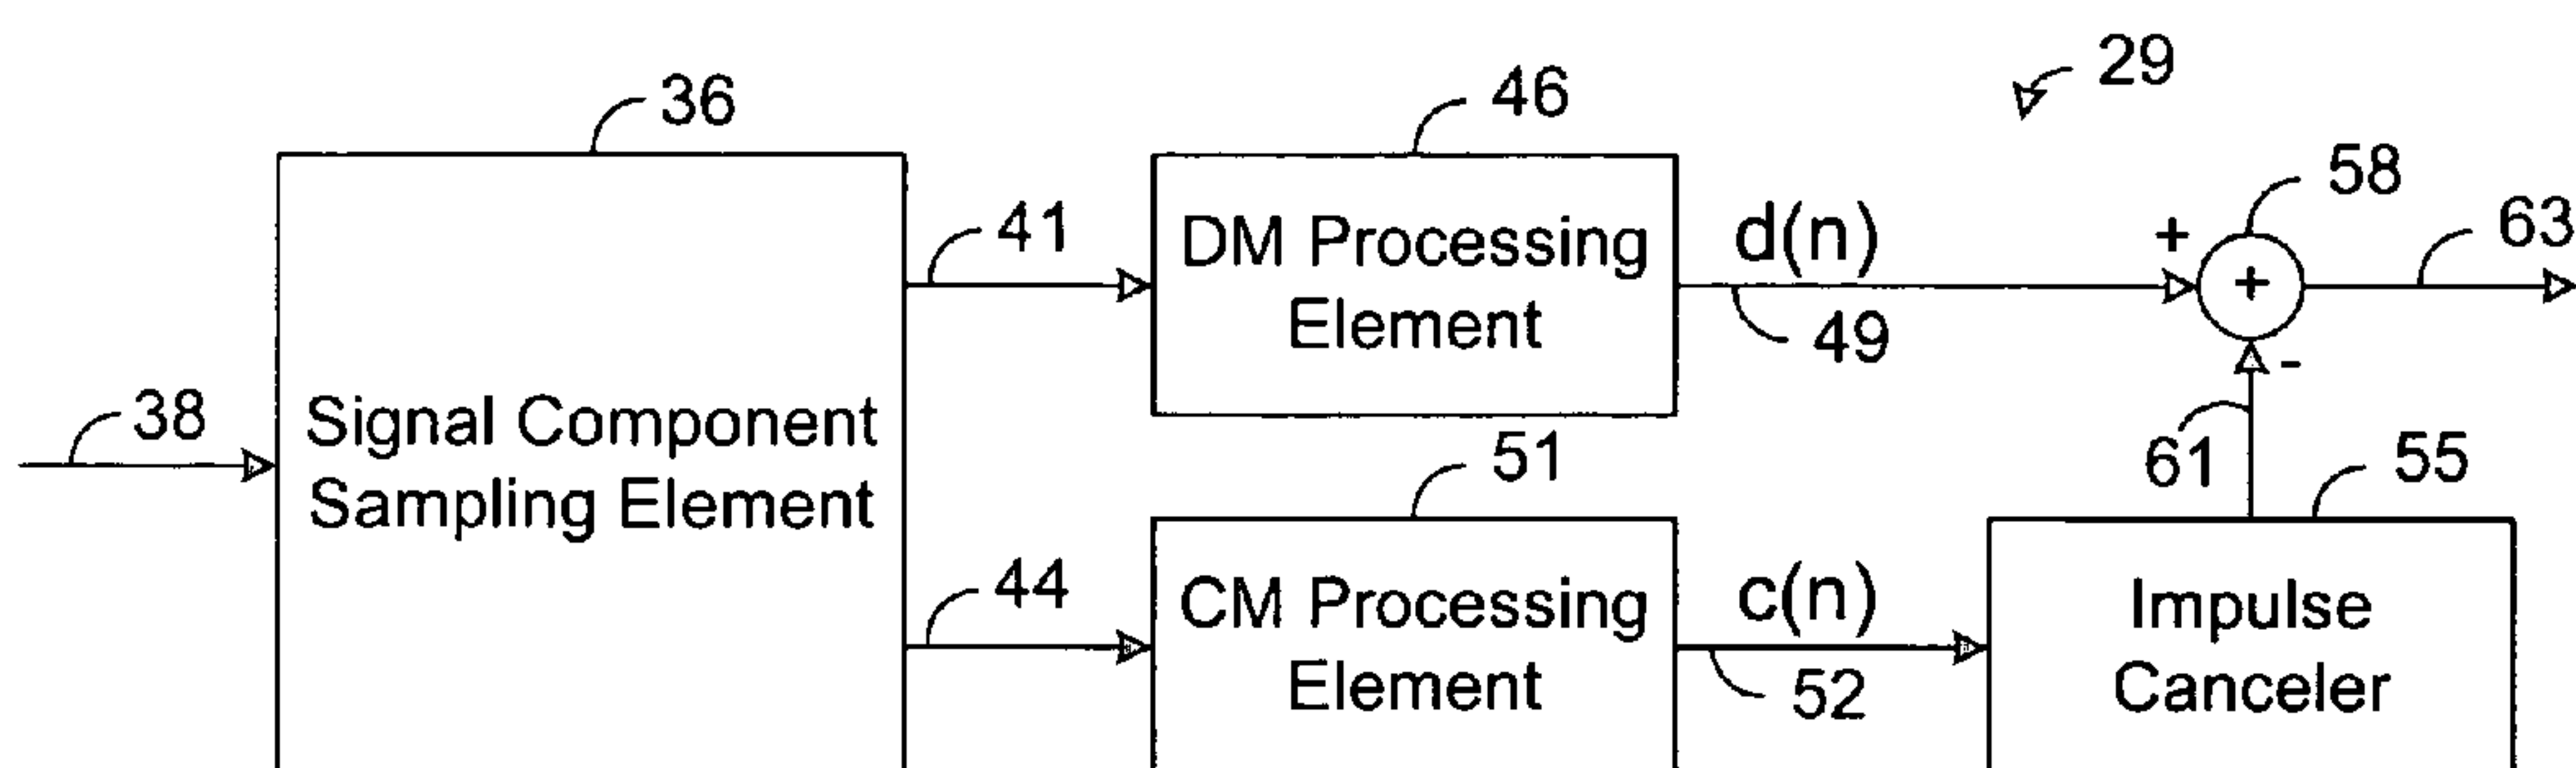 29
36
46
58
63
41
DM Processing
Element
d(n)
+
+
49
-
38
Signal Component
Sampling Element
61
55
51
44
CM Processing
Element
c(n)
52
Impulse
Canceler